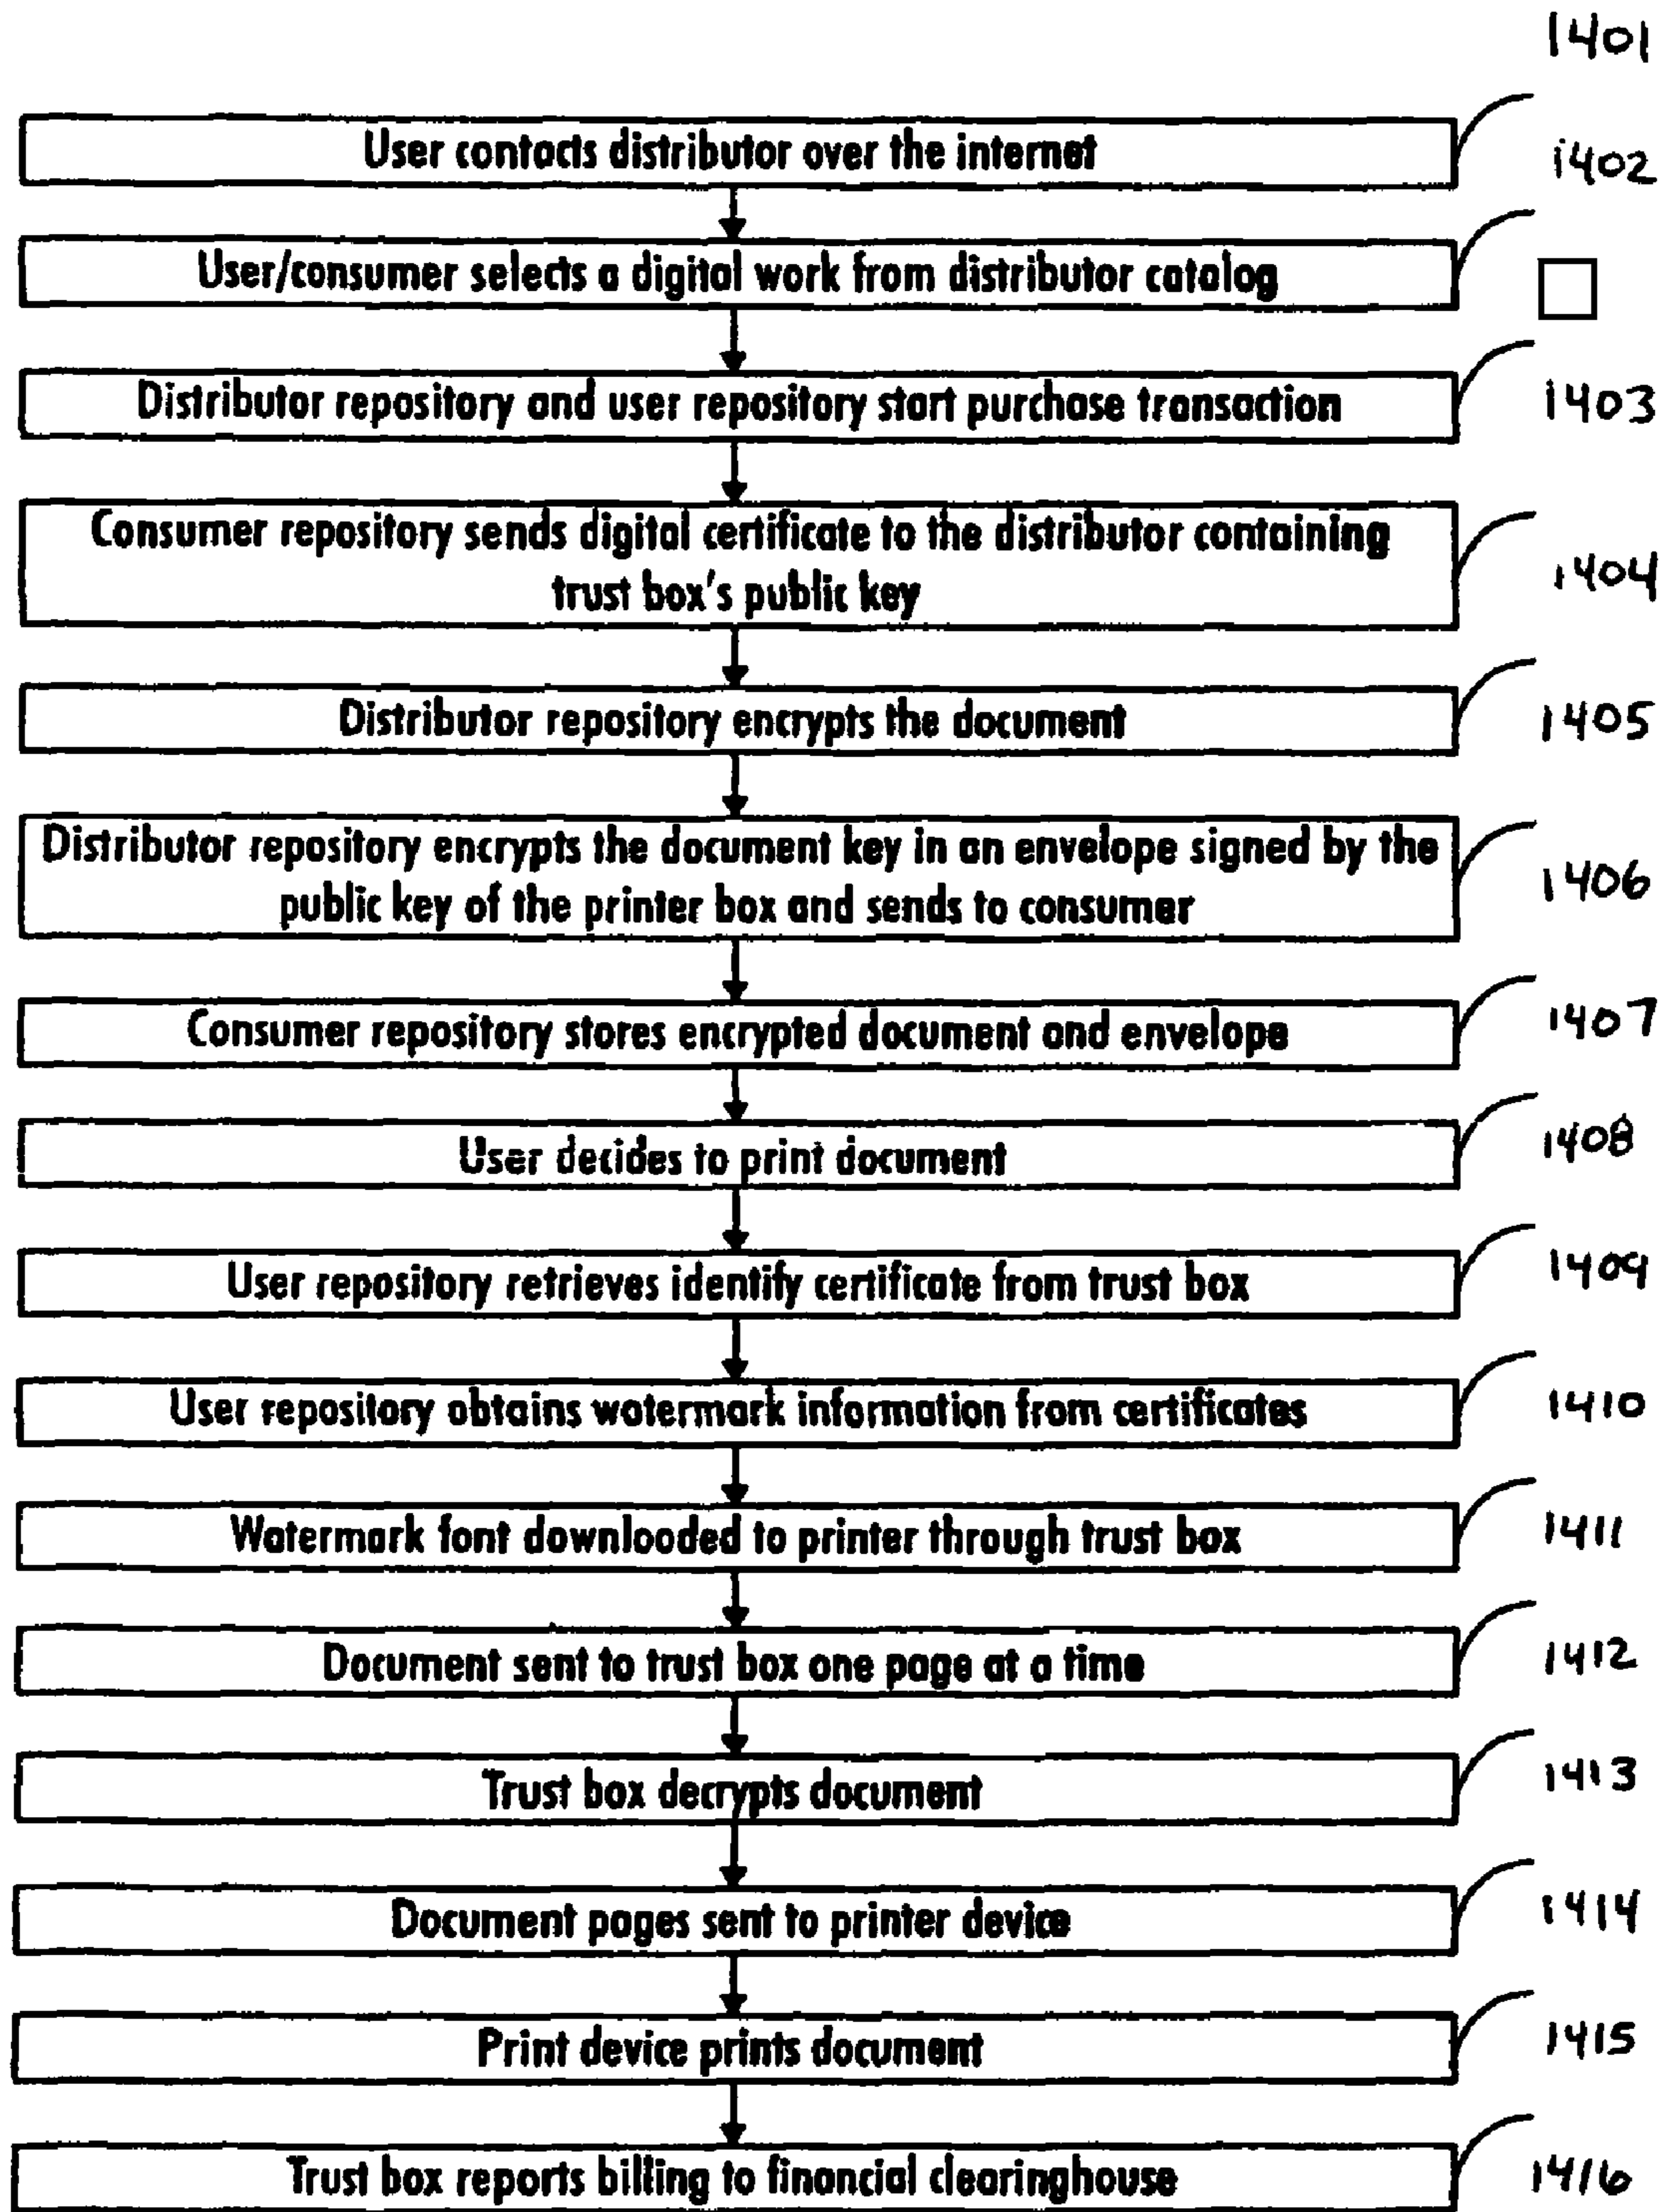 1401
User contacts distributor over the internet
1402
User/consumer selects a digital work from distributor catalog
Distributor repository and user repository start purchase transaction
1403
Consumer repository sends digital certificate to the distributor containing
trust box's public key
1404
Distributor repository encrypts the document
1405
Distributor repository encrypts the document key in an envelope signed by the
public key of the printer box and sends to consumer
1406
Consumer repository stores encrypted document and envelope
1407
User decides to print document
1408
User repository retrieves identify certificate from trust box
1409
User repository obtains watermark information from certificates
1410
Watermark font downlooded to printer through trust box
1411
Document sent to trust box one page at a time
1412
Trust box decrypts document
1413
Document pages sent to printer device
1414
Print device prints document
1415
Trust box reports billing to financial clearinghouse
1416